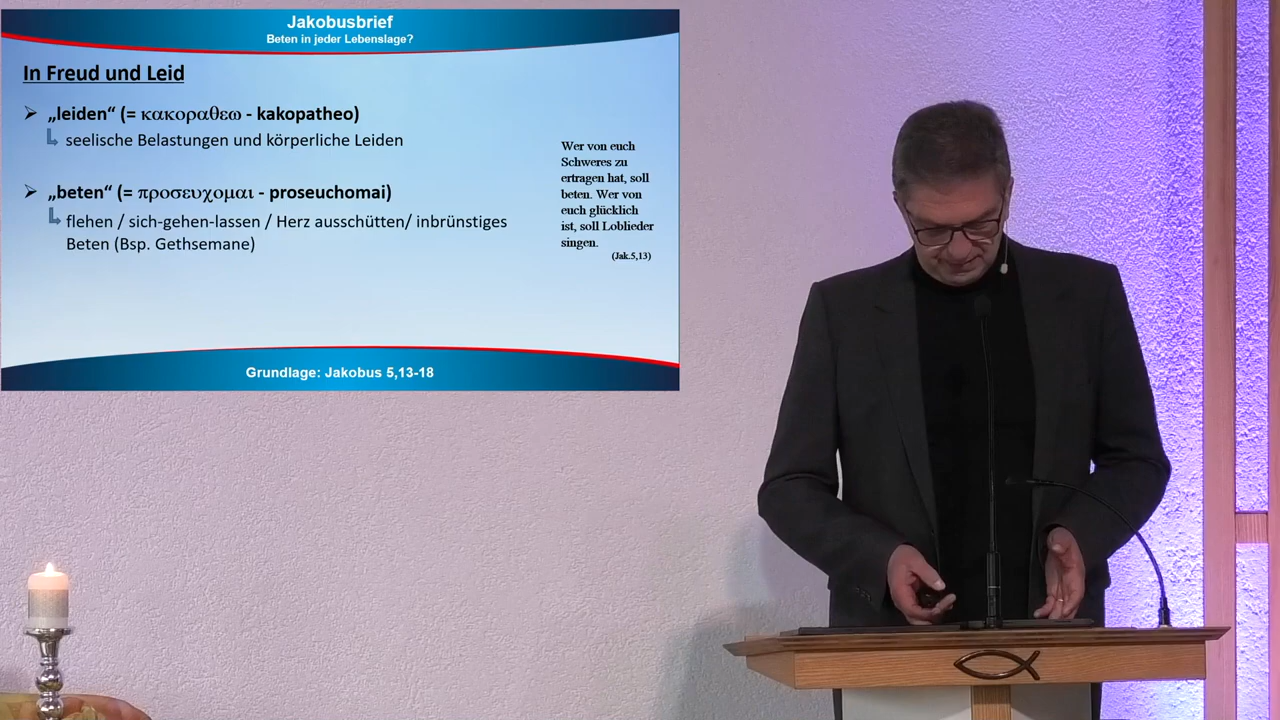 Jakobusbrief
Beten in jeder Lebenslage?
In Freud und Leid
➢ „leiden“ (= κακοραθεω - kakopatheo)
seelische Belastungen und körperliche Leiden
➢ „beten“ (= προσευχομαι - proseuchomai)
flehen / sich-gehen-lassen / Herz ausschütten/ inbrünstiges
Beten (Bsp. Gethsemane)
Wer von euch
Schweres zu
ertragen hat, soll
beten. Wer von
euch glücklich
ist, soll Loblieder
singen.
(Jak.5,13)
Grundlage: Jakobus 5,13-18